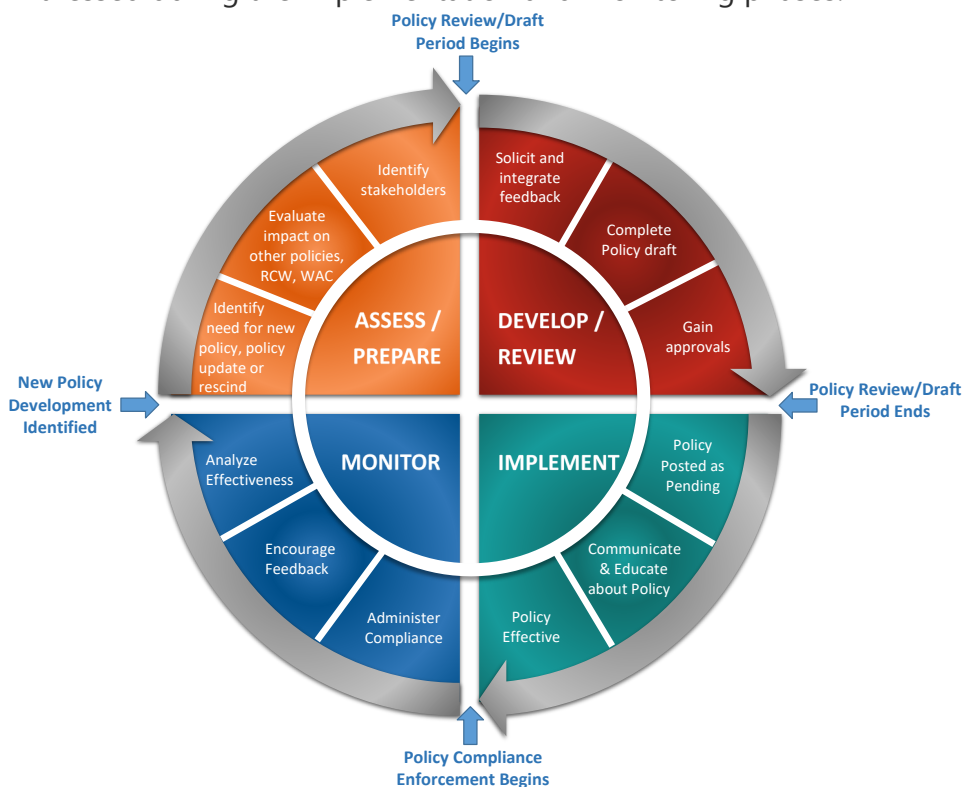 Policy Review/Draft
Period Begins
Identify
stakeholders
Evaluate
impact on
other policies,
RCW, WAC
Identify
need for new
policy, policy
update or
rescind
ASSESS /
PREPARE
Solicit and
integrate
feedback
Complete
Policy draft
Gain
approvals
DEVELOP /
REVIEW
New Policy
Development
Identified
Policy Review/Draft
Period Ends
Analyze
Effectiveness
Encourage
Feedback
Administer
Compliance
MONITOR
IMPLEMENT
Policy
Posted as
Pending
Communicate
& Educate
about Policy
Policy
Effective
Policy Compliance
Enforcement Begins